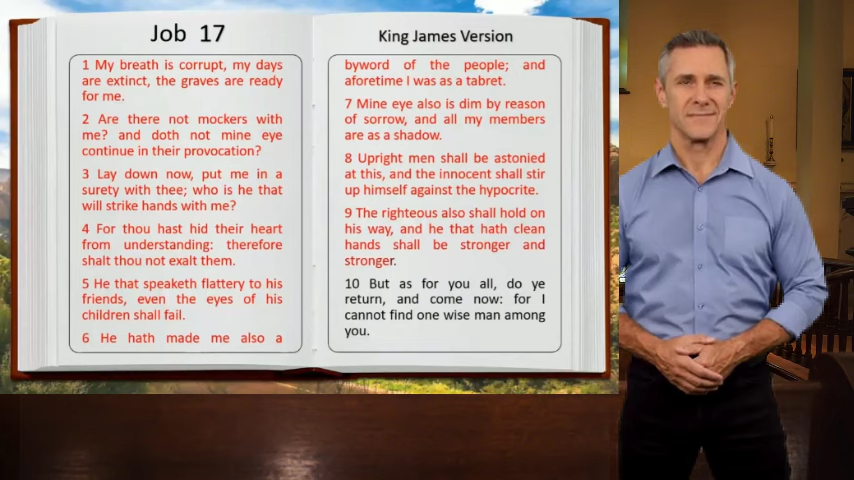 Job 17
1 My breath is corrupt, my days
are extinct, the graves are ready
for me.
2 Are there not mockers with
me? and doth not mine eye
continue in their provocation?
3 Lay down now, put me in a
surety with thee; who is he that
will strike hands with me?
4 For thou hast hid their heart
from understanding: therefore
shalt thou not exalt them.
5 He that speaketh flattery to his
friends, even the eyes of his
children shall fail.
6 He hath made me also a
King James Version
byword of the people; and
aforetime I was as a tabret.
7 Mine eye also is dim by reason
of sorrow, and all my members
are as a shadow.
8 Upright men shall be astonied
at this, and the innocent shall stir
up himself against the hypocrite.
9 The righteous also shall hold on
his way, and he that hath clean
hands shall be stronger and
stronger.
10 But as for you all, do ye
return, and come now: for I
cannot find one wise man among
you.